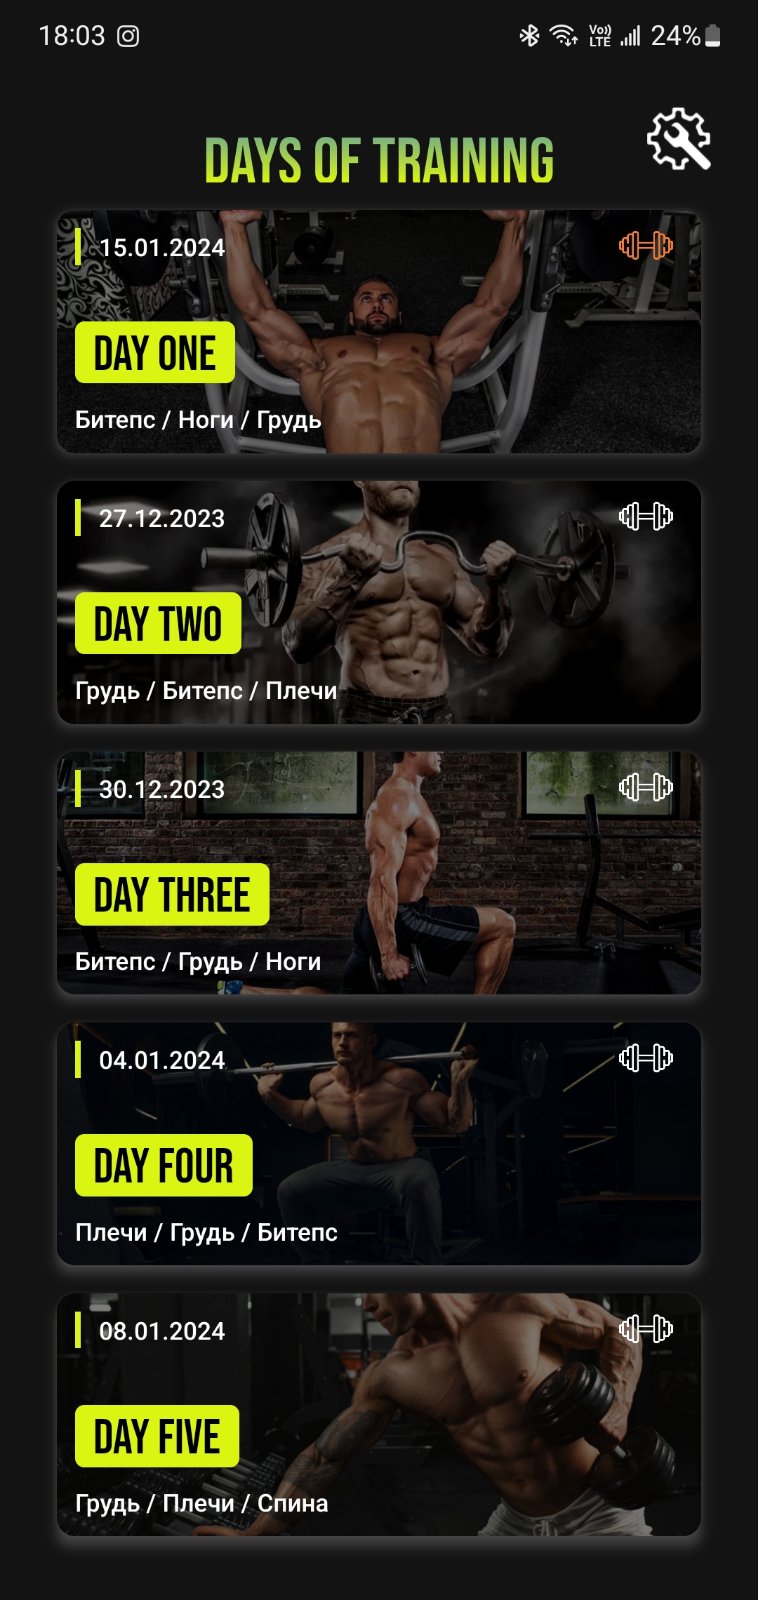 18:03
Vo)) LTE 24%
DAYS OF TRAINING
15.01.2024
DAY ONE
Битепс / Ноги / Грудь
27.12.2023
DAY TWO
Грудь / Битепс / Плечи
30.12.2023
DAY THREE
Битепс / Грудь / Ноги
04.01.2024
DAY FOUR
Плечи / Грудь / Битепс
08.01.2024
DAY FIVE
Грудь / Плечи / Спина